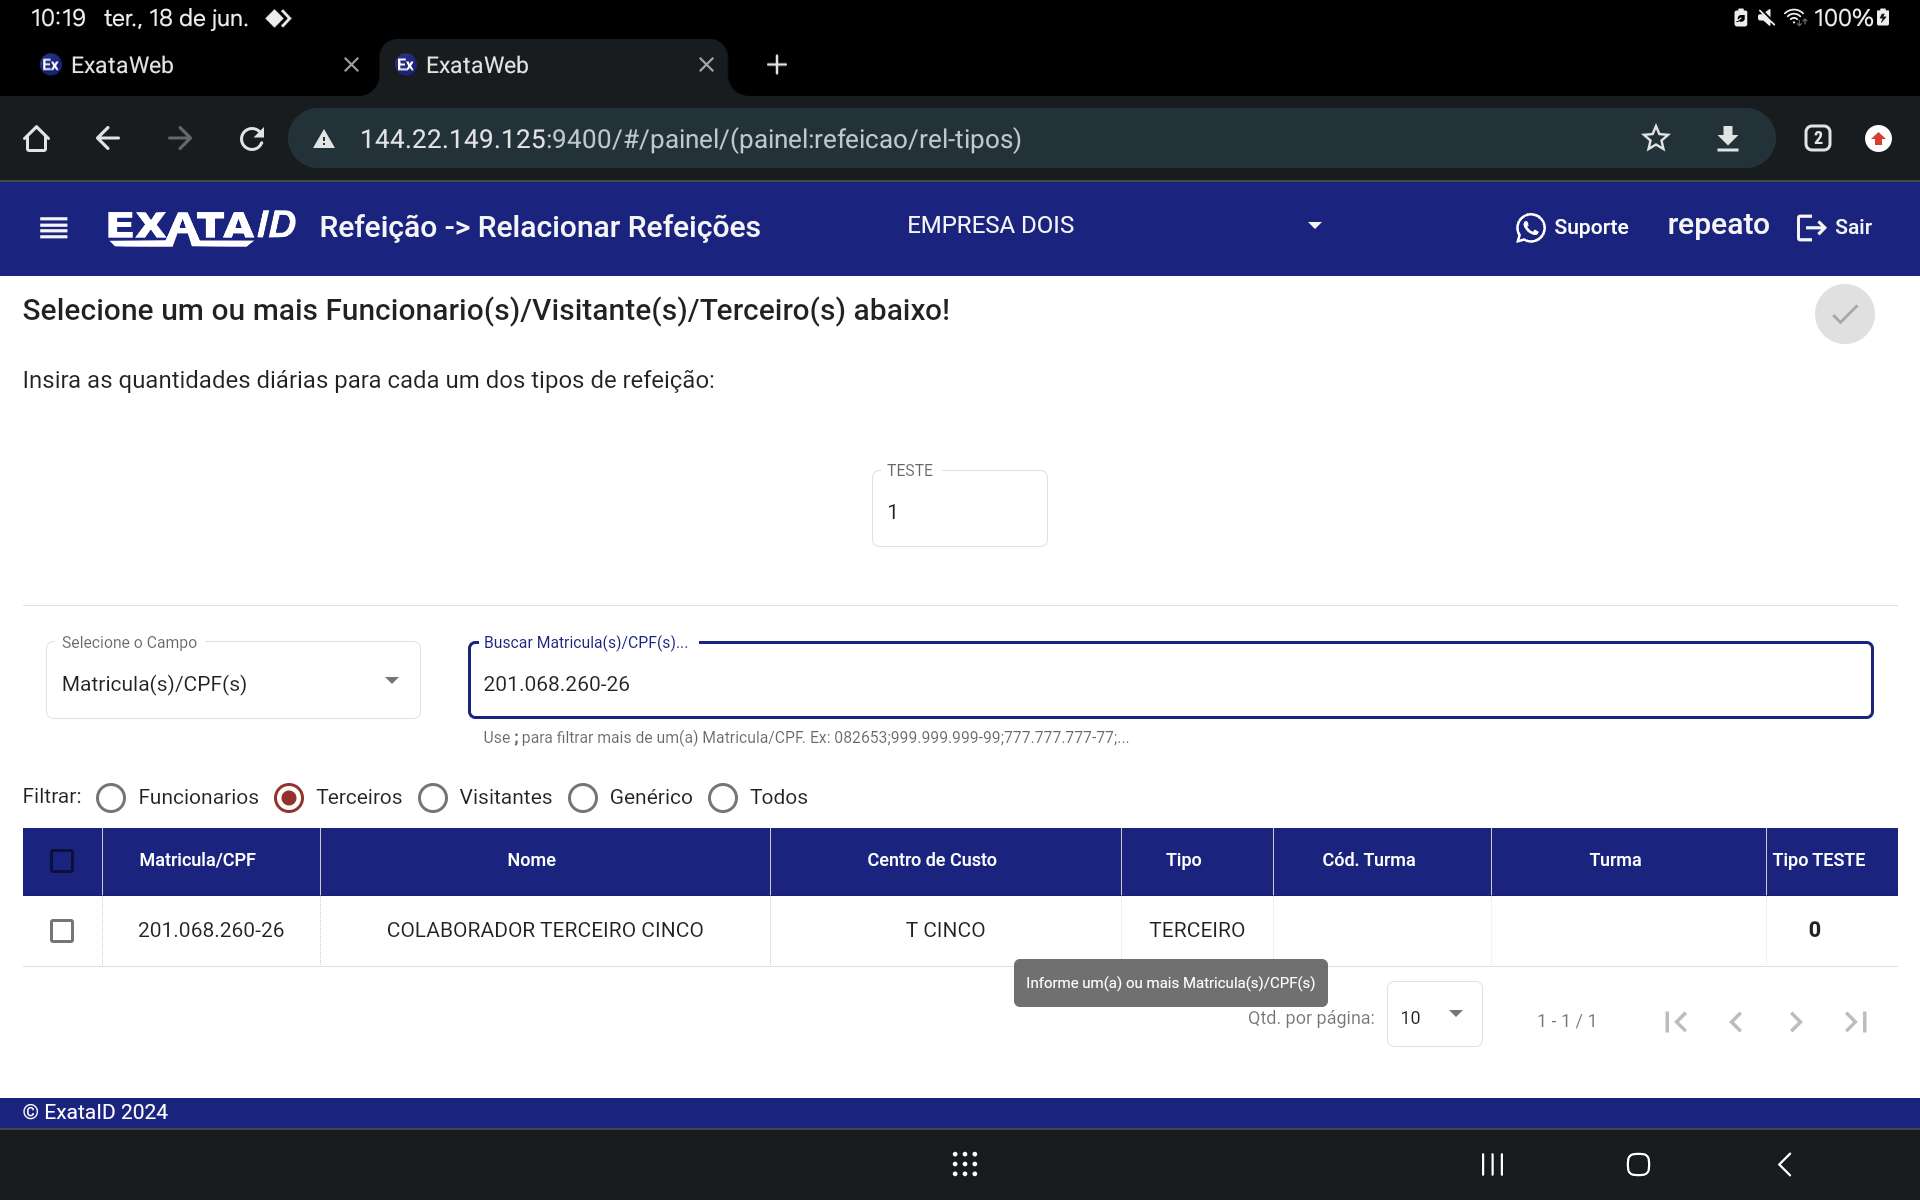 10:19 ter., 18 de jun. 100%
Ex ExataWeb Ex ExataWeb
144.22.149.125:9400/#/painel/(painel:refeicao/rel-tipos) 2
EXATAID Refeição -> Relacionar Refeições EMPRESA DOIS Suporte repeato Sair
Selecione um ou mais Funcionario(s)/Visitante(s)/Terceiro(s) abaixo!
Insira as quantidades diárias para cada um dos tipos de refeição:
TESTE
1
Selecione o Campo Buscar Matricula(s)/CPF(s)...
Matricula(s)/CPF(s) 201.068.260-26
Use ; para filtrar mais de um(a) Matricula/CPF. Ex: 082653;999.999.999-99;777.777.777-77;...
Filtrar: Funcionarios Terceiros Visitantes Genérico Todos
Matricula/CPF Nome Centro de Custo Tipo Cód. Turma Turma Tipo TESTE
201.068.260-26 COLABORADOR TERCEIRO CINCO T CINCO TERCEIRO 0
Informe um(a) ou mais Matricula(s)/CPF(s)
Qtd. por página: 10 1 - 1 / 1
© ExataID 2024